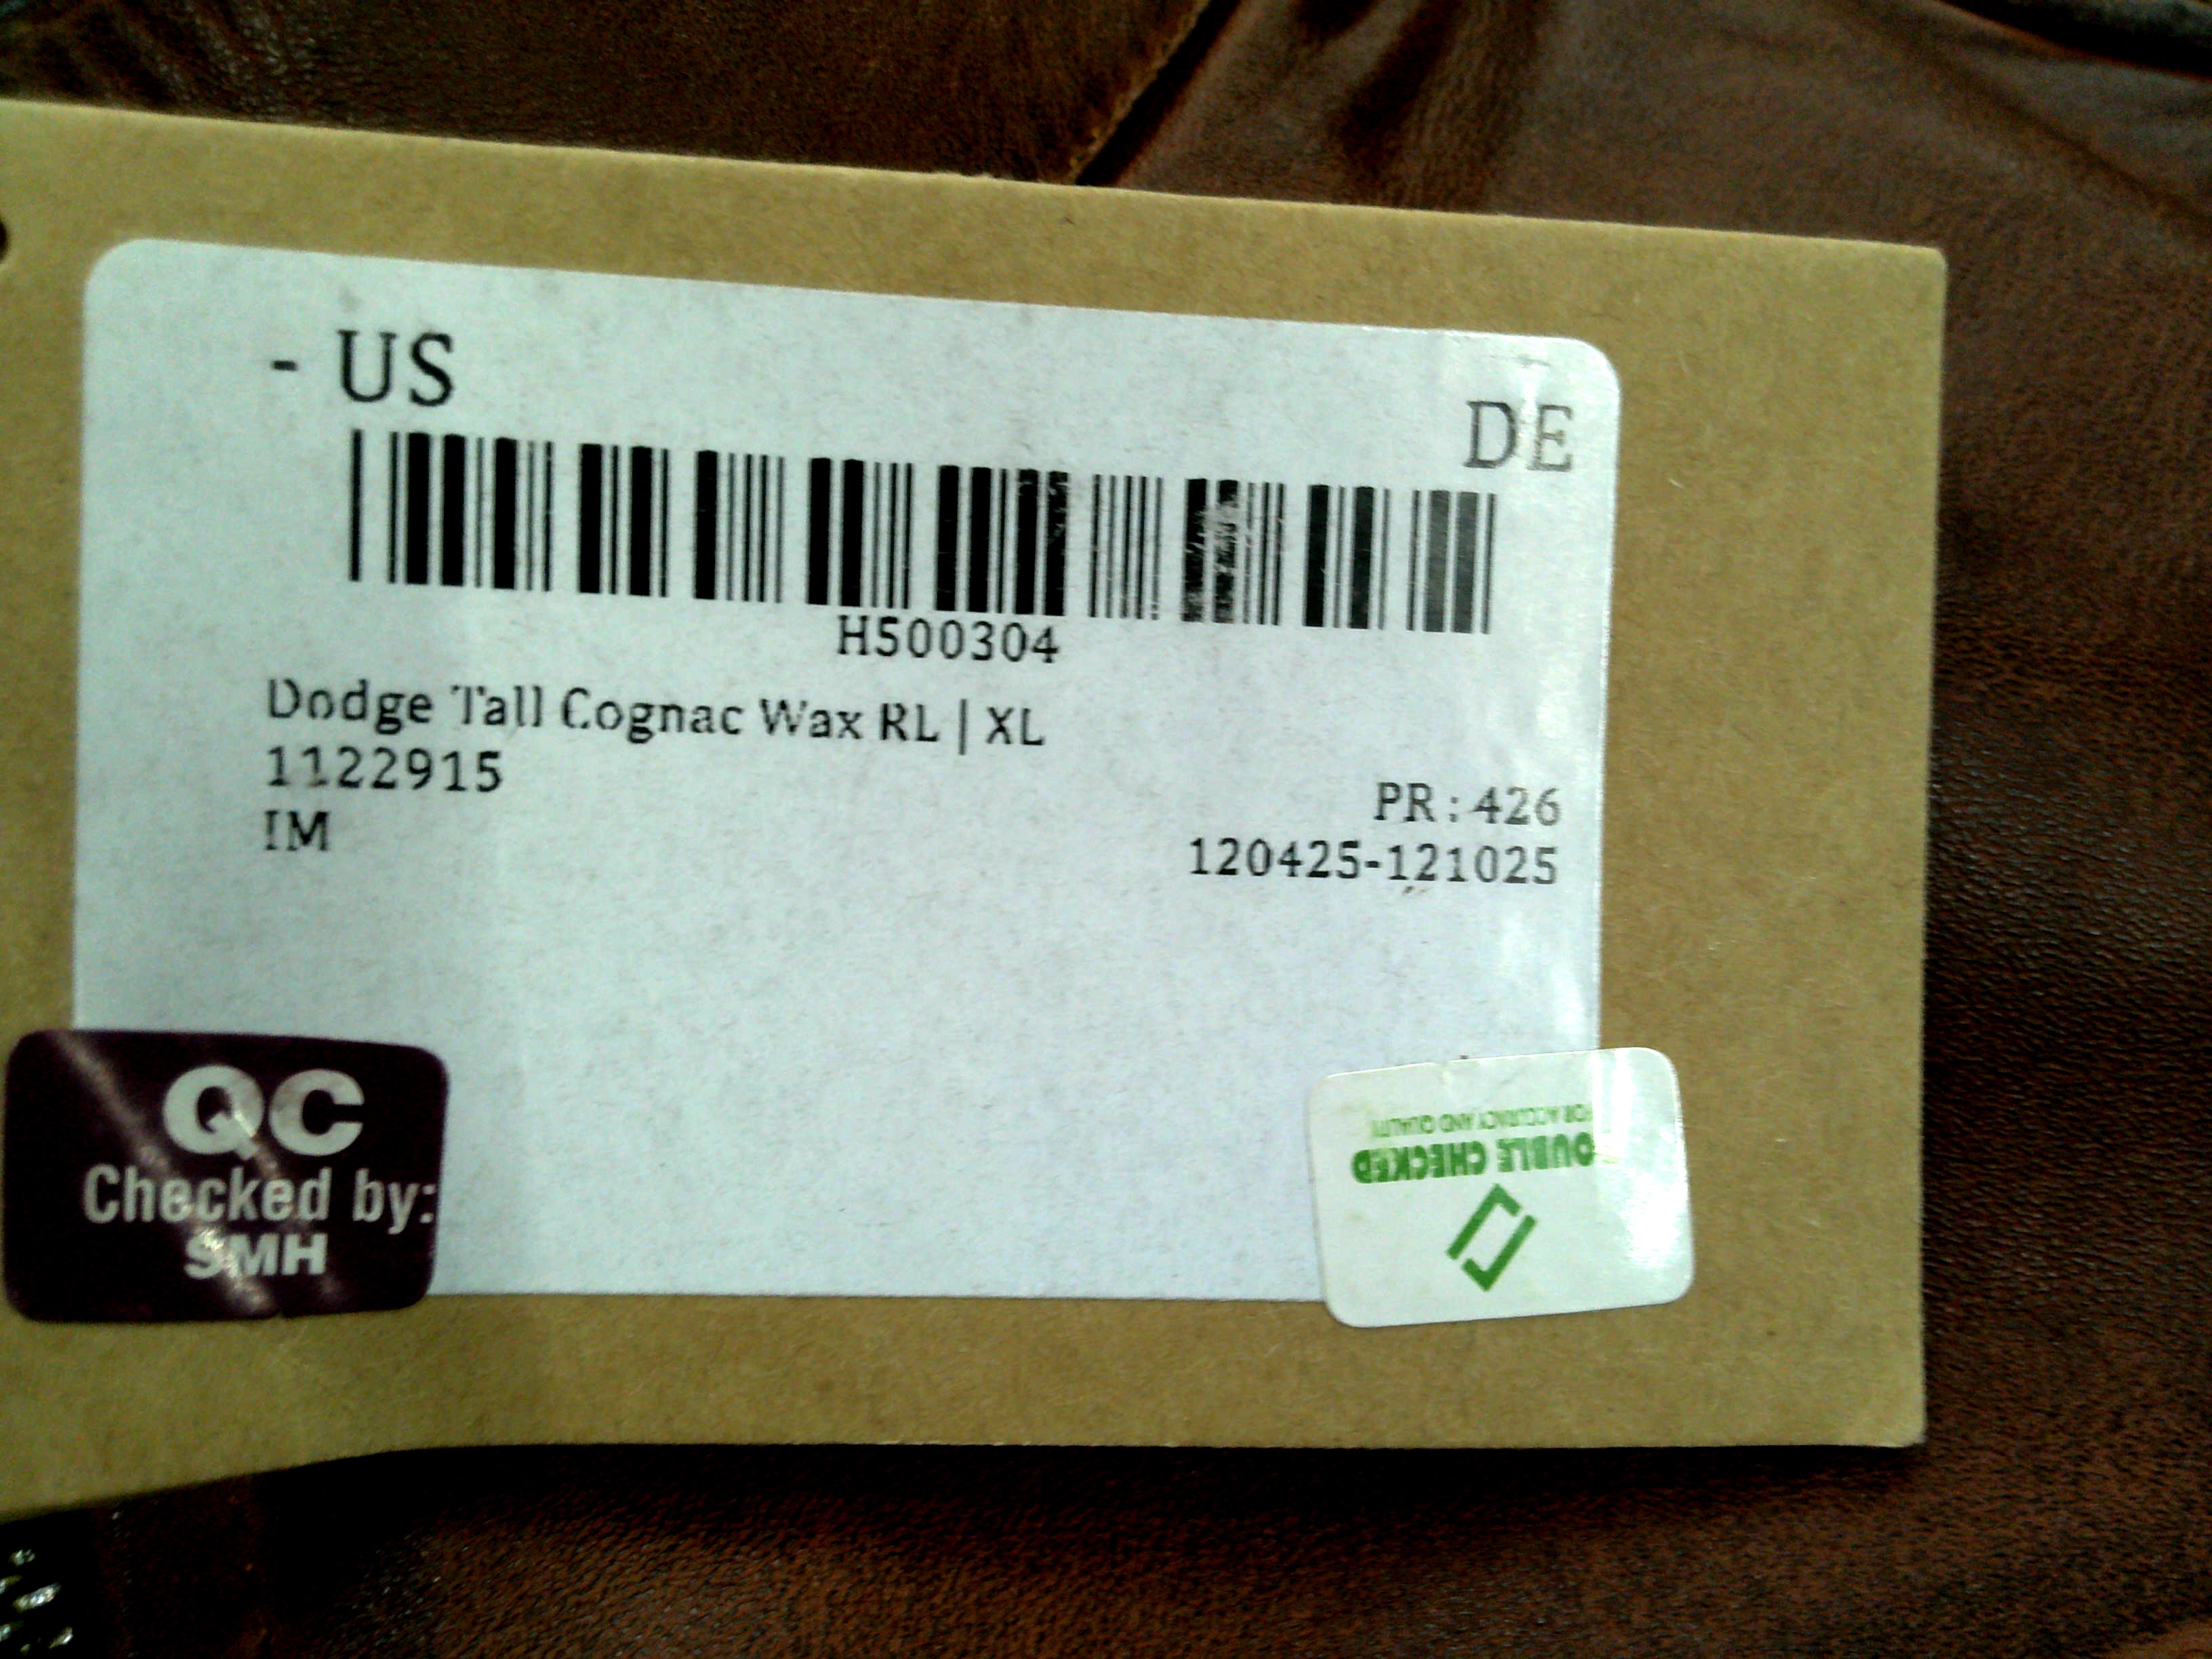 - US
DE
H500304
Dodge Tall Cognac Wax RL | XL
1122915
PR : 426
IM
120425-121025
QC
Checked by:
SMH
OUBLE CHECKED
FOR ACCURACY AND QUALITY